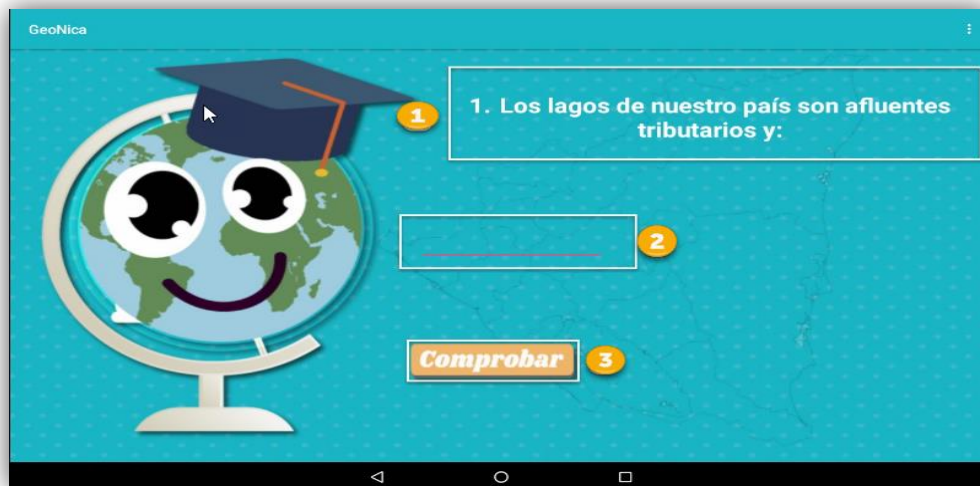 GeoNica
1
1. Los lagos de nuestro país son afluentes
tributarios y:
2
Comprobar
3